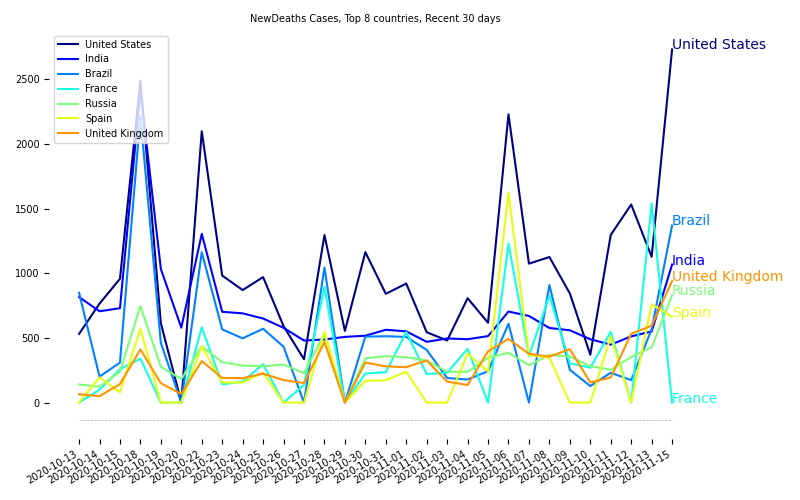 NewDeaths Cases, Top 8 countries, Recent 30 days
United States
India
Brazil
France
Russia
Spain
United Kingdom
2500
2000
1500
1000
500
0
United States
Brazil
India
United Kingdom
Russia
Spain
France
2020-10-13
2020-10-14
2020-10-15
2020-10-18
2020-10-19
2020-10-20
2020-10-22
2020-10-23
2020-10-24
2020-10-25
2020-10-26
2020-10-27
2020-10-28
2020-10-29
2020-10-30
2020-10-31
2020-11-01
2020-11-02
2020-11-03
2020-11-04
2020-11-05
2020-11-06
2020-11-07
2020-11-08
2020-11-09
2020-11-10
2020-11-11
2020-11-12
2020-11-13
2020-11-15